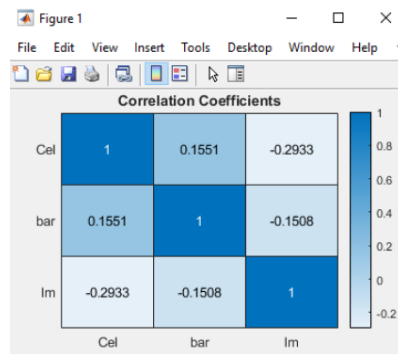 Figure 1
File Edit View Insert Tools Desktop Window Help
Correlation Coefficients
Cel 1 0.1551 -0.2933
bar 0.1551 1 -0.1508
lm -0.2933 -0.1508 1
Cel bar lm
1
0.8
0.6
0.4
0.2
0
-0.2